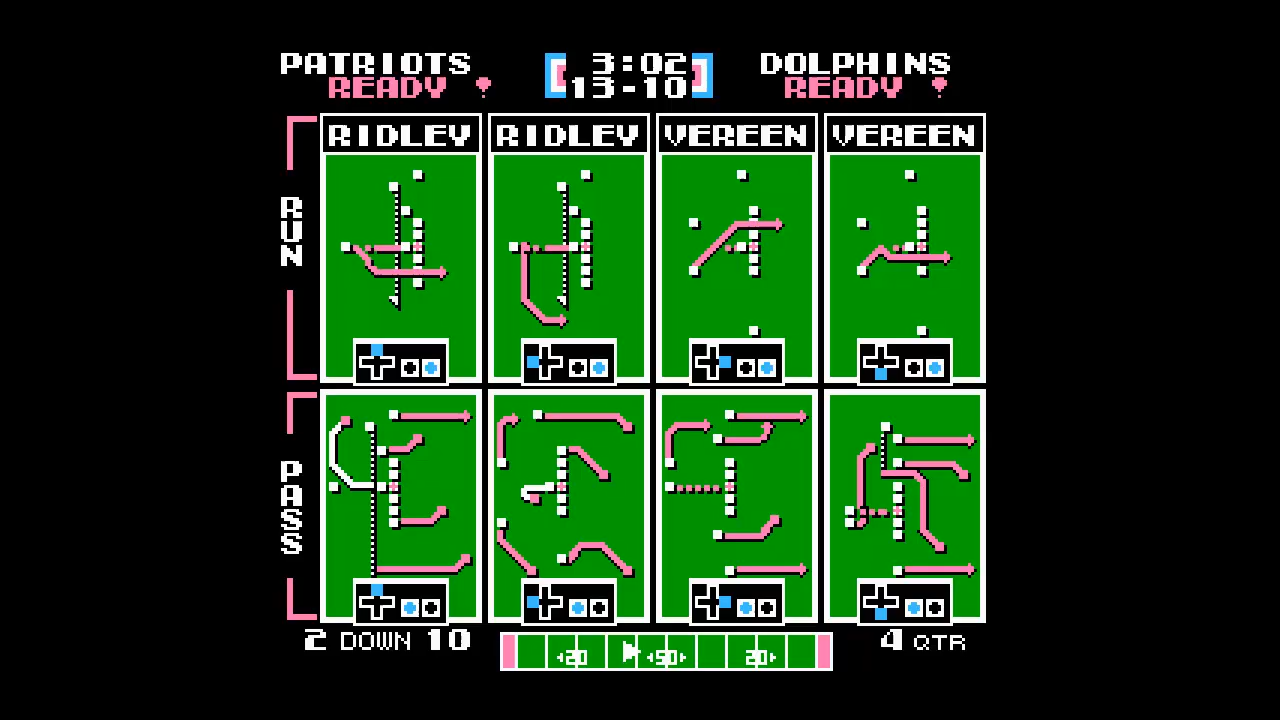 PATRIOTS 3:02 DOLPHINS
READY ! 13-10 READY !
RIDLEY RIDLEY VEREEN VEREEN
RUN
PASS
2 DOWN 10 4 QTR
20 50 20